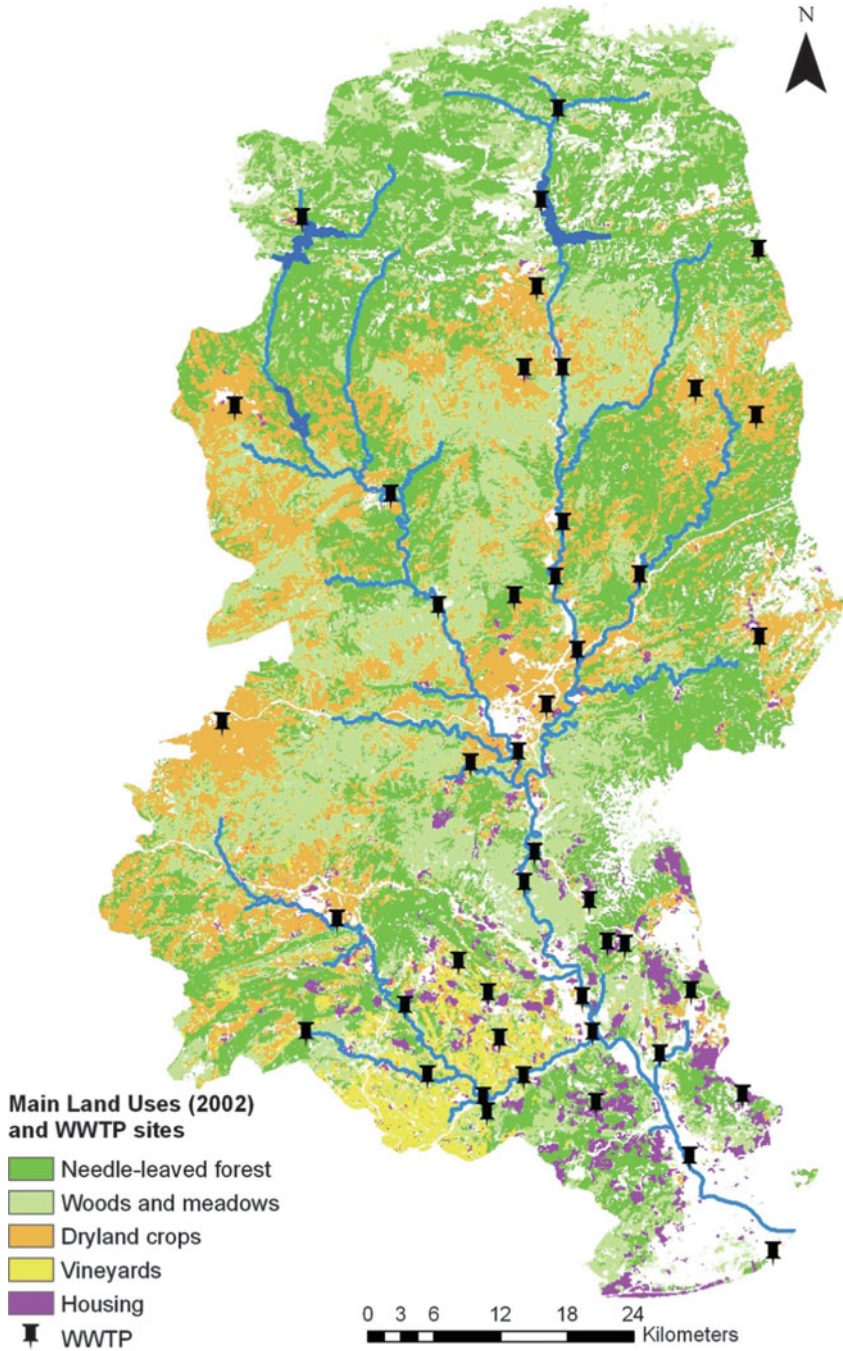 N
Main Land Uses (2002)
and WWTP sites
Needle-leaved forest
Woods and meadows
Dryland crops
Vineyards
Housing
WWTP
0 3 6 12 18 24
Kilometers